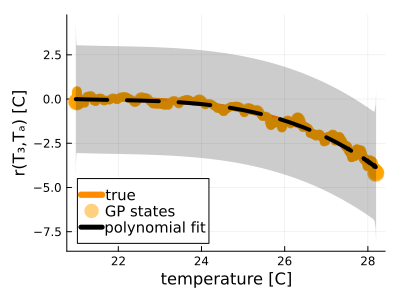 r(T₃,Tₐ) [C]
2.5
0.0
−2.5
−5.0
−7.5
true
GP states
polynomial fit
22
24
26
28
temperature [C]